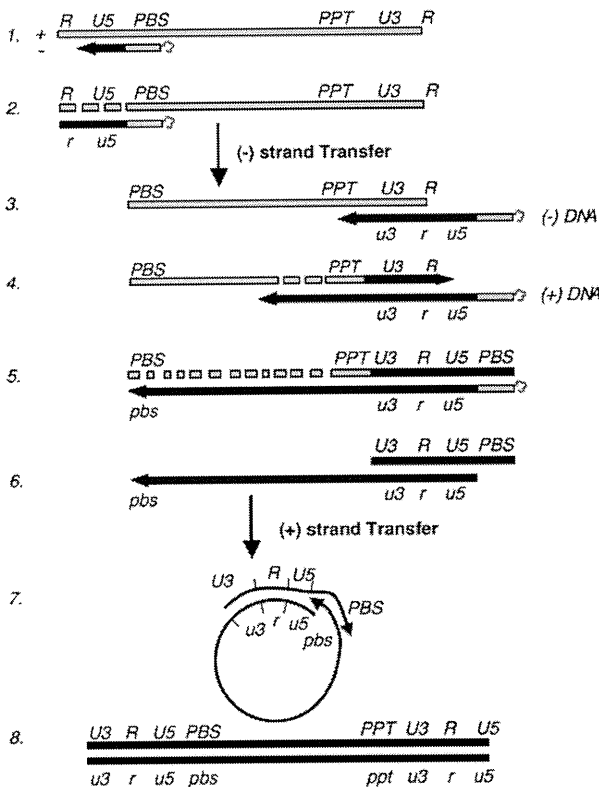 R U5 PBS PPT U3 R
1. +
-
R U5 PBS PPT U3 R
2.
r u5
(-) strand Transfer
PBS PPT U3 R
3.
(-) DNA
u3 r u5
PBS PPT U3 R
4.
(+) DNA
u3 r u5
PBS PPT U3 R U5 PBS
5.
pbs u3 r u5
U3 R U5 PBS
6.
pbs u3 r u5
(+) strand Transfer
7.
U3 R U5 PBS
u3 r u5 pbs
U3 R U5 PBS PPT U3 R U5
8.
u3 r u5 pbs ppt u3 r u5